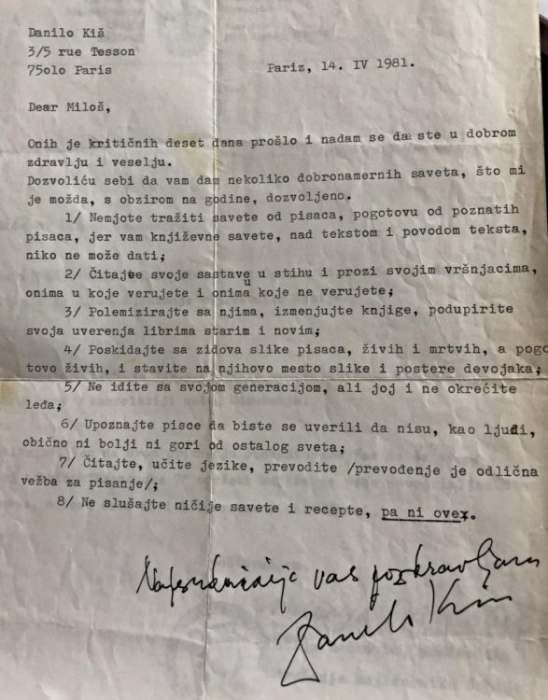 Danilo Kiš
3/5 rue Tesson
75olo Paris
Pariz, 14. IV 1981.
Dear Miloš,
Onih je kritičnih deset dana prošlo i nadam se da ste u dobrom
zdravlju i veselju.
Dozvoliću sebi da vam dam nekoliko dobronamernih saveta, što mi
je možda, s obzirom na godine, dozvoljeno.
1/ Nemjote tražiti savete od pisaca, pogotovu od poznatih
pisaca, jer vam književne savete, nad tekstom i povodom teksta,
niko ne može dati;
2/ Čitajte svoje sastave u stihu i prozi svojim vršnjacima,
onima u koje verujete i onima u koje ne verujete;
3/ Polemizirajte sa njima, izmenjujte knjige, podupirite
svoja uverenja librima starim i novim;
4/ Poskidajte sa zidova slike pisaca, živih i mrtvih, a pogo
tovo živih, i stavite na njihovo mesto slike i postere devojaka;
5/ Ne idite sa svojom generacijom, ali joj i ne okrećite
leđa;
6/ Upoznajte pisce da biste se uverili da nisu, kao ljudi,
obično ni bolji ni gori od ostalog sveta;
7/ Čitajte, učite jezike, prevodite /prevođenje je odlična
vežba za pisanje/;
8/ Ne slušajte ničije savete i recepte, pa ni ove.
Najsrdačnije vas pozdravljam
Danilo Kiš